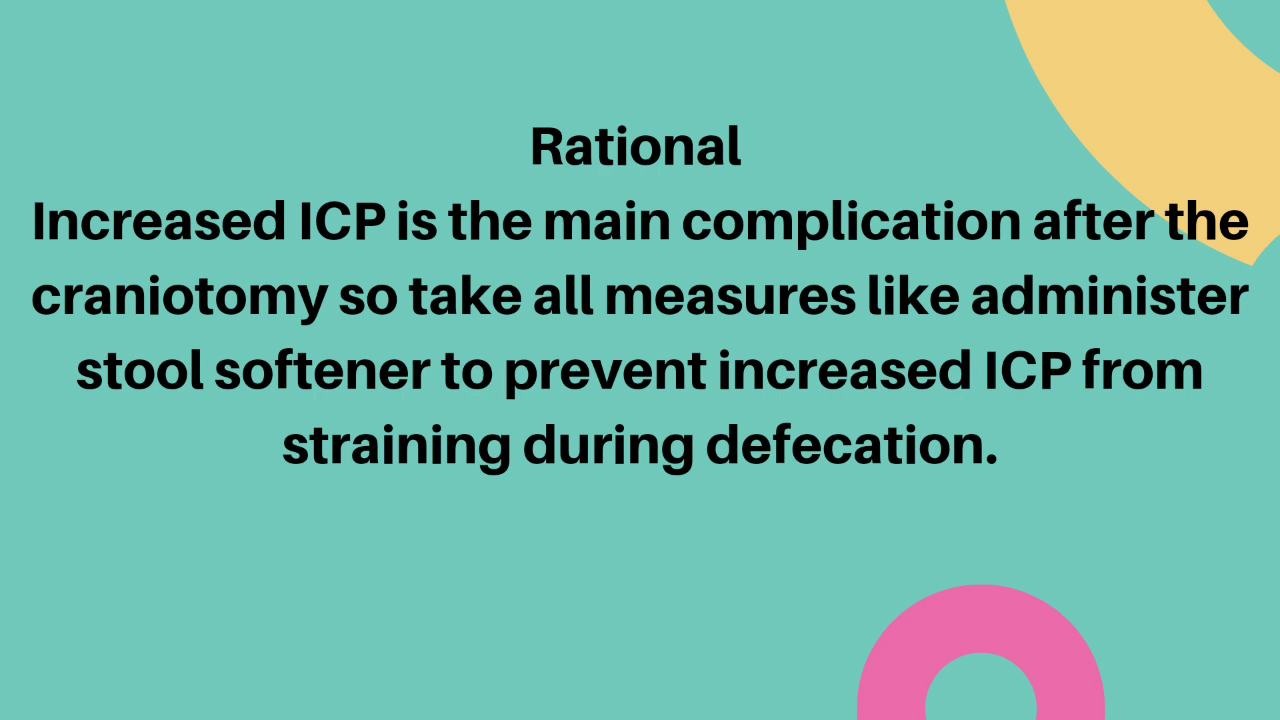 Rational
Increased ICP is the main complication after the
craniotomy so take all measures like administer
stool softener to prevent increased ICP from
straining during defecation.